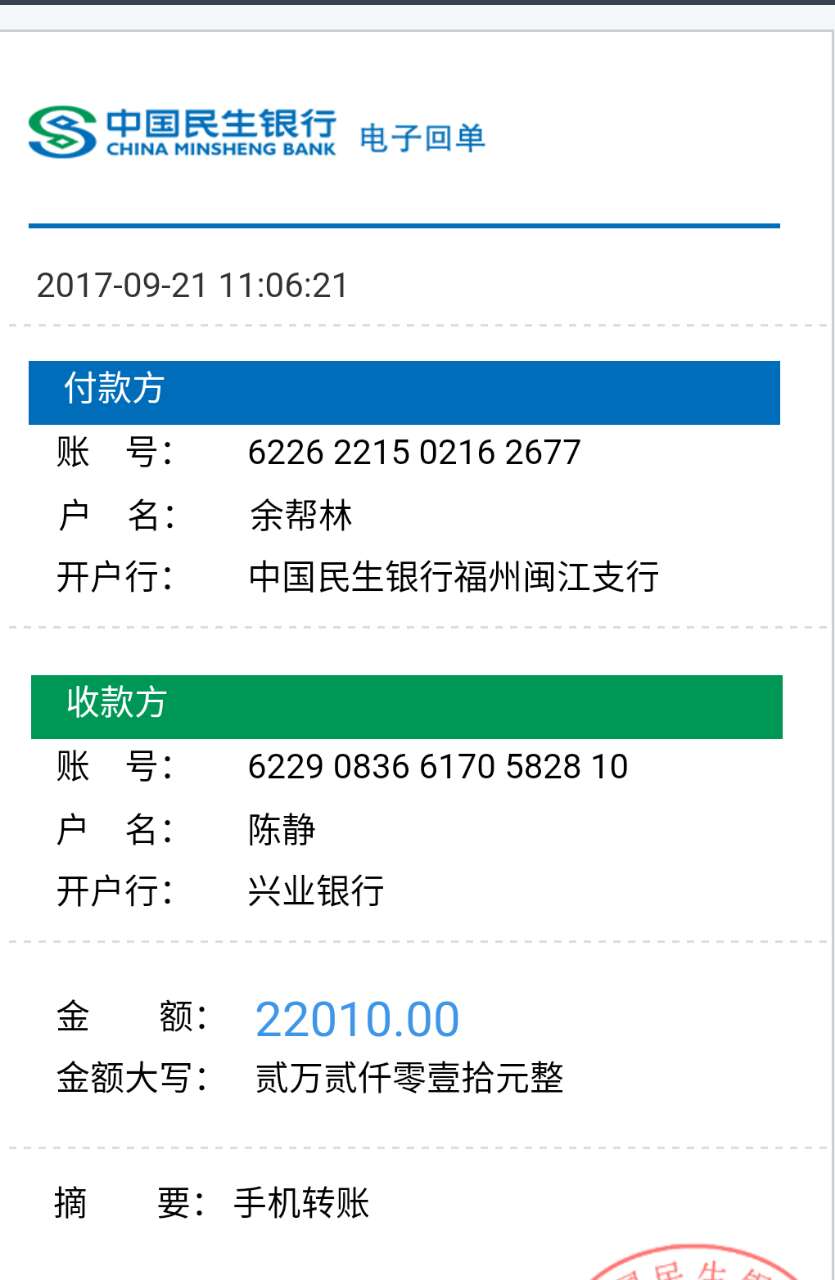 中国民生银行 电子回单
CHINA MINSHENG BANK
2017-09-21 11:06:21
付款方
账 号： 6226 2215 0216 2677
户 名： 余帮林
开户行： 中国民生银行福州闽江支行
收款方
账 号： 6229 0836 6170 5828 10
户 名： 陈静
开户行： 兴业银行
金 额： 22010.00
金额大写： 贰万贰仟零壹拾元整
摘 要： 手机转账
民生